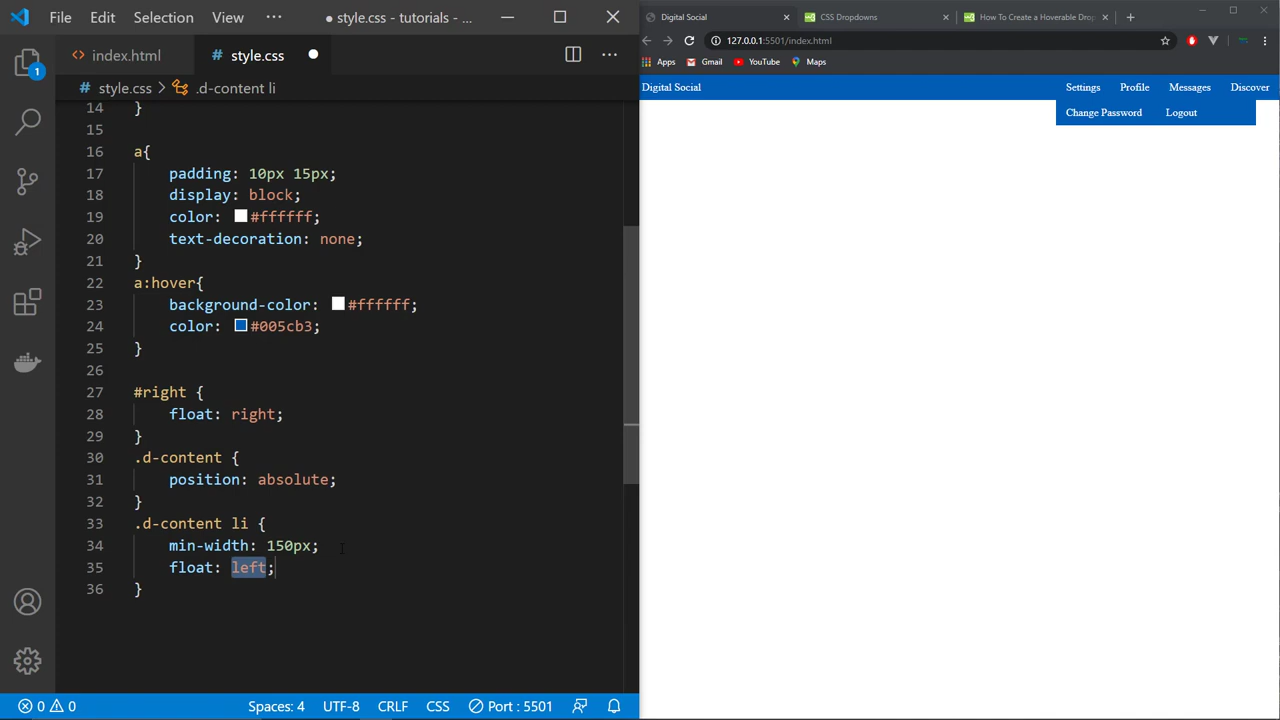 File Edit Selection View ··· ● style.css - tutorials - ...
index.html style.css
style.css > .d-content li
14 }
15
16 a{
17 padding: 10px 15px;
18 display: block;
19 color: #ffffff;
20 text-decoration: none;
21 }
22 a:hover{
23 background-color: #ffffff;
24 color: #005cb3;
25 }
26
27 #right {
28 float: right;
29 }
30 .d-content {
31 position: absolute;
32 }
33 .d-content li {
34 min-width: 150px;
35 float: left;
36 }
1
0 0 Spaces: 4 UTF-8 CRLF CSS Port : 5501
Digital Social CSS Dropdowns How To Create a Hoverable Drop
127.0.0.1:5501/index.html
Apps Gmail YouTube Maps
Digital Social Settings Profile Messages Discover
Change Password Logout